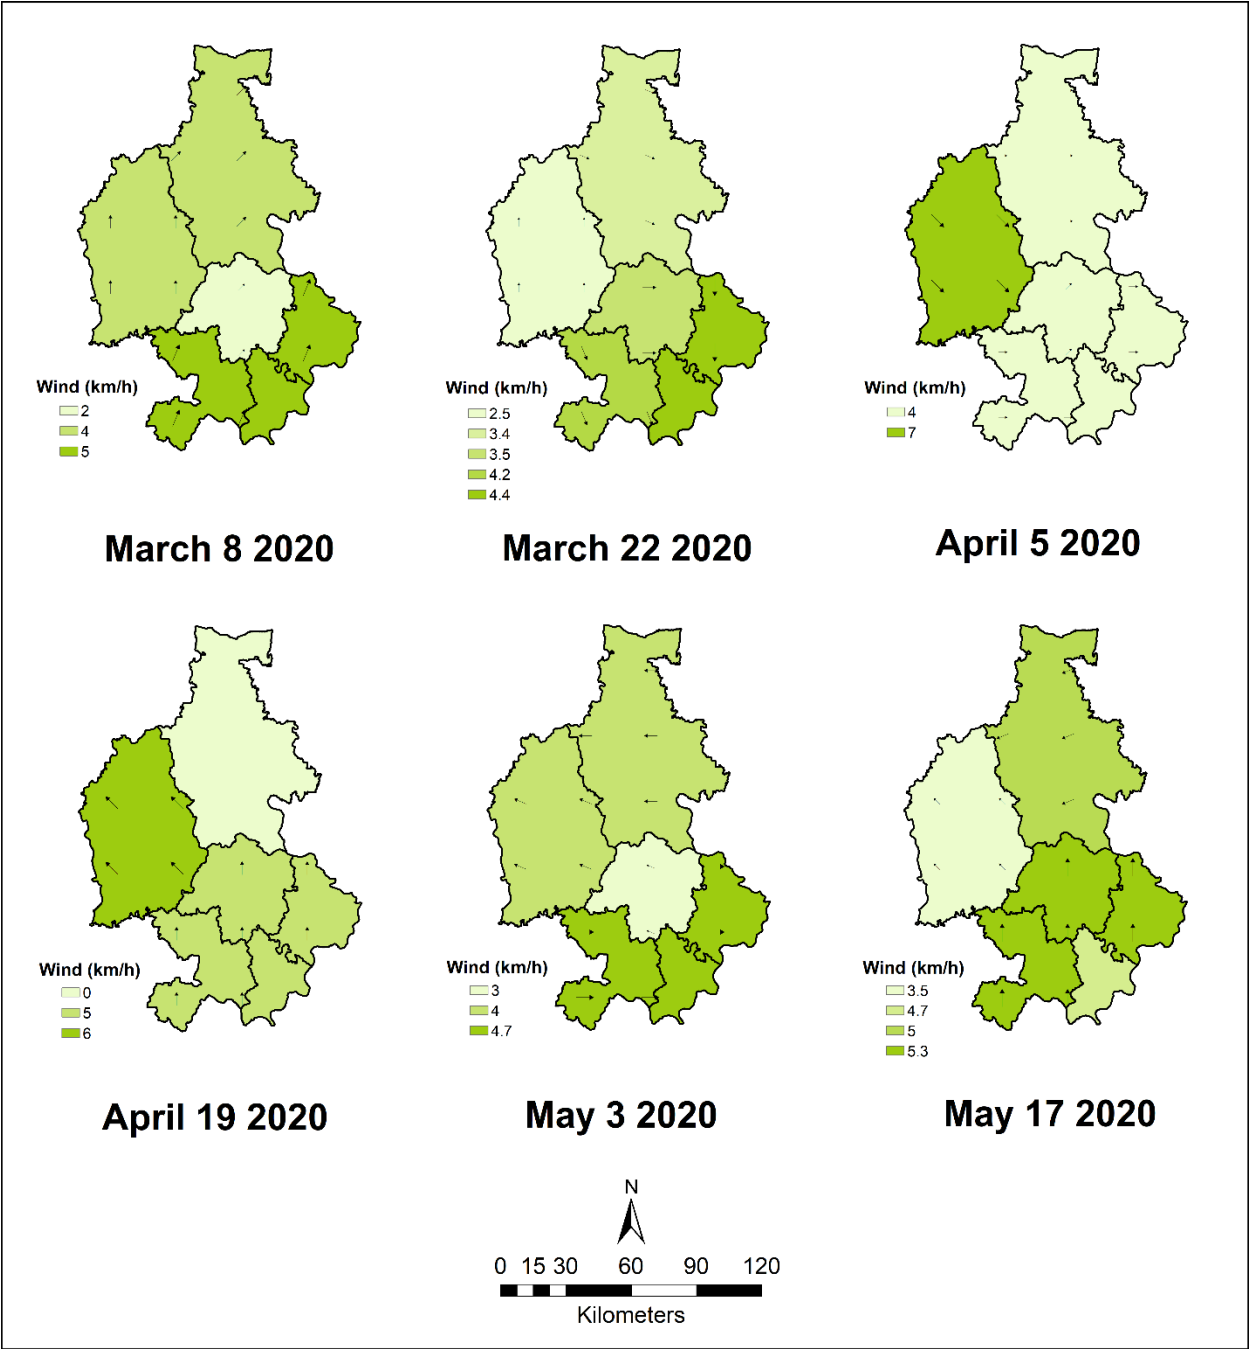 Wind (km/h)
2
4
5
March 8 2020
Wind (km/h)
2.5
3.4
3.5
4.2
4.4
March 22 2020
Wind (km/h)
4
7
April 5 2020
Wind (km/h)
0
5
6
April 19 2020
Wind (km/h)
3
4
4.7
May 3 2020
Wind (km/h)
3.5
4.7
5
5.3
May 17 2020
N
0 15 30 60 90 120
Kilometers